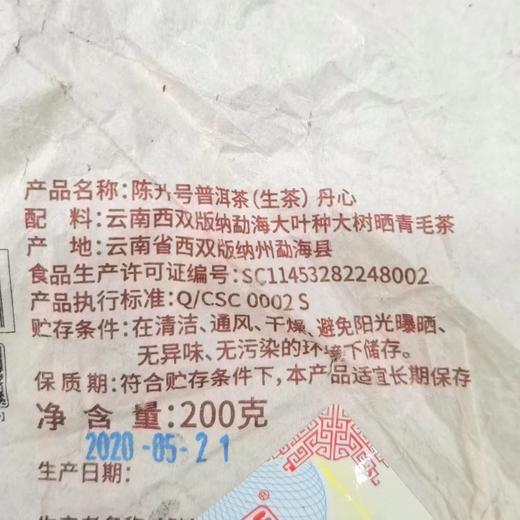 产品名称：陈升号普洱茶(生茶) 丹心
配　料：云南西双版纳勐海大叶种大树晒青毛茶
产　地：云南省西双版纳州勐海县
食品生产许可证编号：SC11453282248002
产品执行标准：Q/CSC 0002 S
贮存条件：在清洁、通风、干燥、避免阳光曝晒、
无异味、无污染的环境下储存。
保质期：符合贮存条件下，本产品适宜长期保存
净含量：200克
2020-05-21
生产日期：